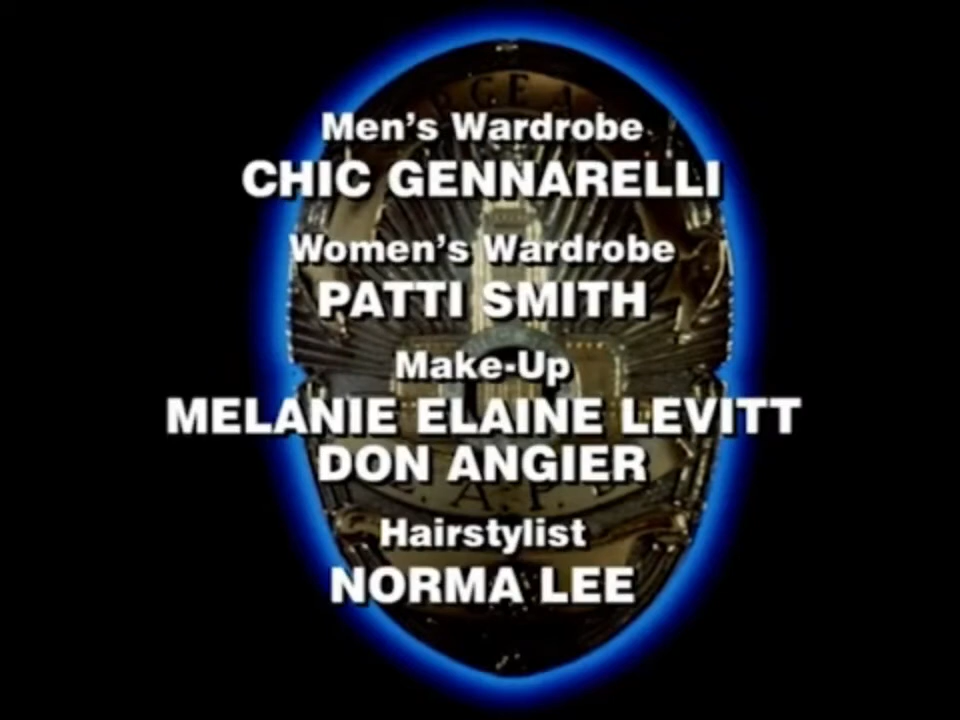 Men's Wardrobe
CHIC GENNARELLI
Women's Wardrobe
PATTI SMITH
Make-Up
MELANIE ELAINE LEVITT
DON ANGIER
Hairstylist
NORMA LEE